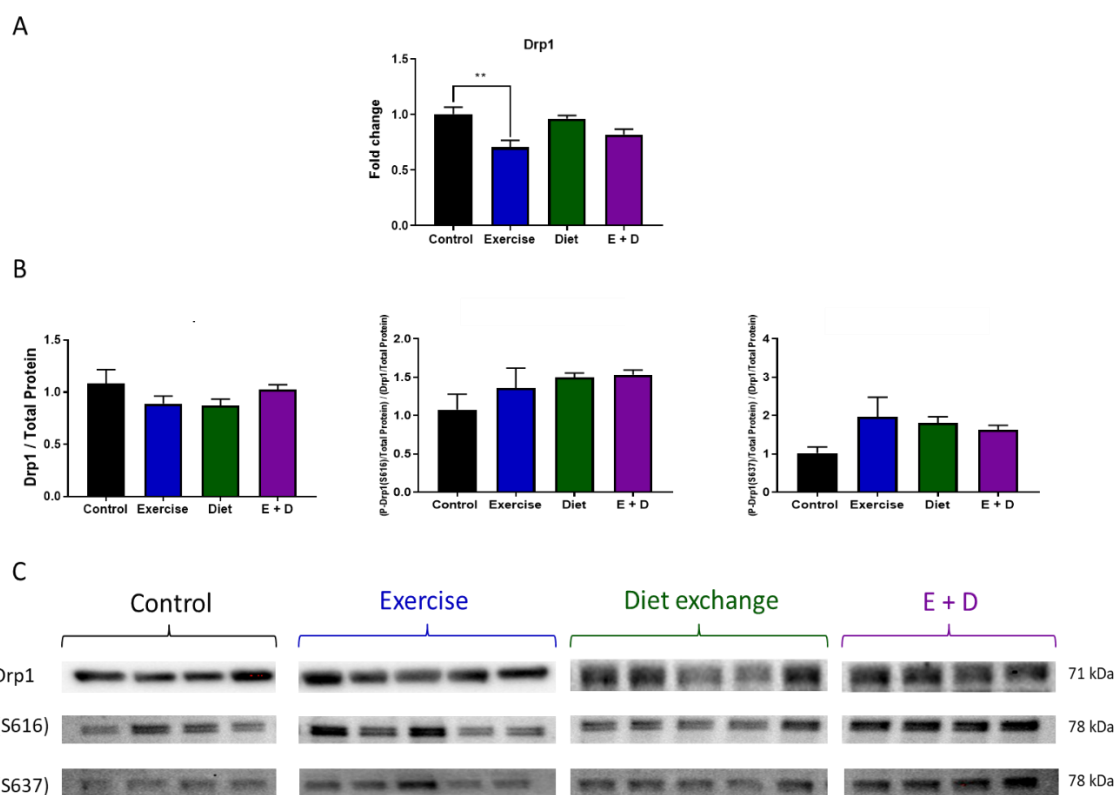 A
Drp1
Fold change
1.5
**
1.0
0.5
0.0
Control Exercise Diet E + D
B
Drp1 / Total Protein
1.5
1.0
0.5
0.0
Control Exercise Diet E + D
(P-Drp1(S616)/Total Protein) / (Drp1/Total Protein)
2.0
1.5
1.0
0.5
0.0
Control Exercise Diet E + D
(P-Drp1(S637)/Total Protein) / (Drp1/Total Protein)
4
3
2
1
0
Control Exercise Diet E + D
C
Control Exercise Diet exchange E + D
Drp1 71 kDa
S616) 78 kDa
S637) 78 kDa